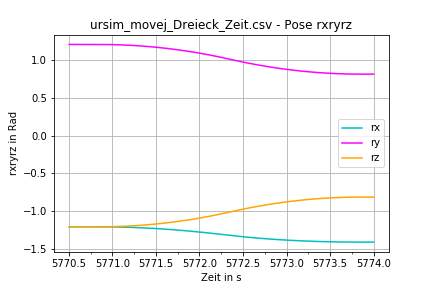 ursim_movej_Dreieck_Zeit.csv - Pose rxryrz
rxryrz in Rad
1.0
0.5
0.0
−0.5
−1.0
−1.5
rx
ry
rz
5770.5 5771.0 5771.5 5772.0 5772.5 5773.0 5773.5 5774.0
Zeit in s